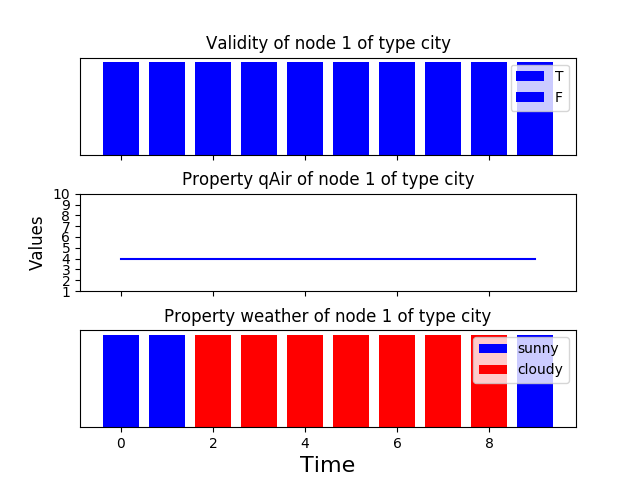 Validity of node 1 of type city
T
F
Property qAir of node 1 of type city
Values
10
9
8
7
6
5
4
3
2
1
Property weather of node 1 of type city
sunny
cloudy
0 2 4 6 8
Time